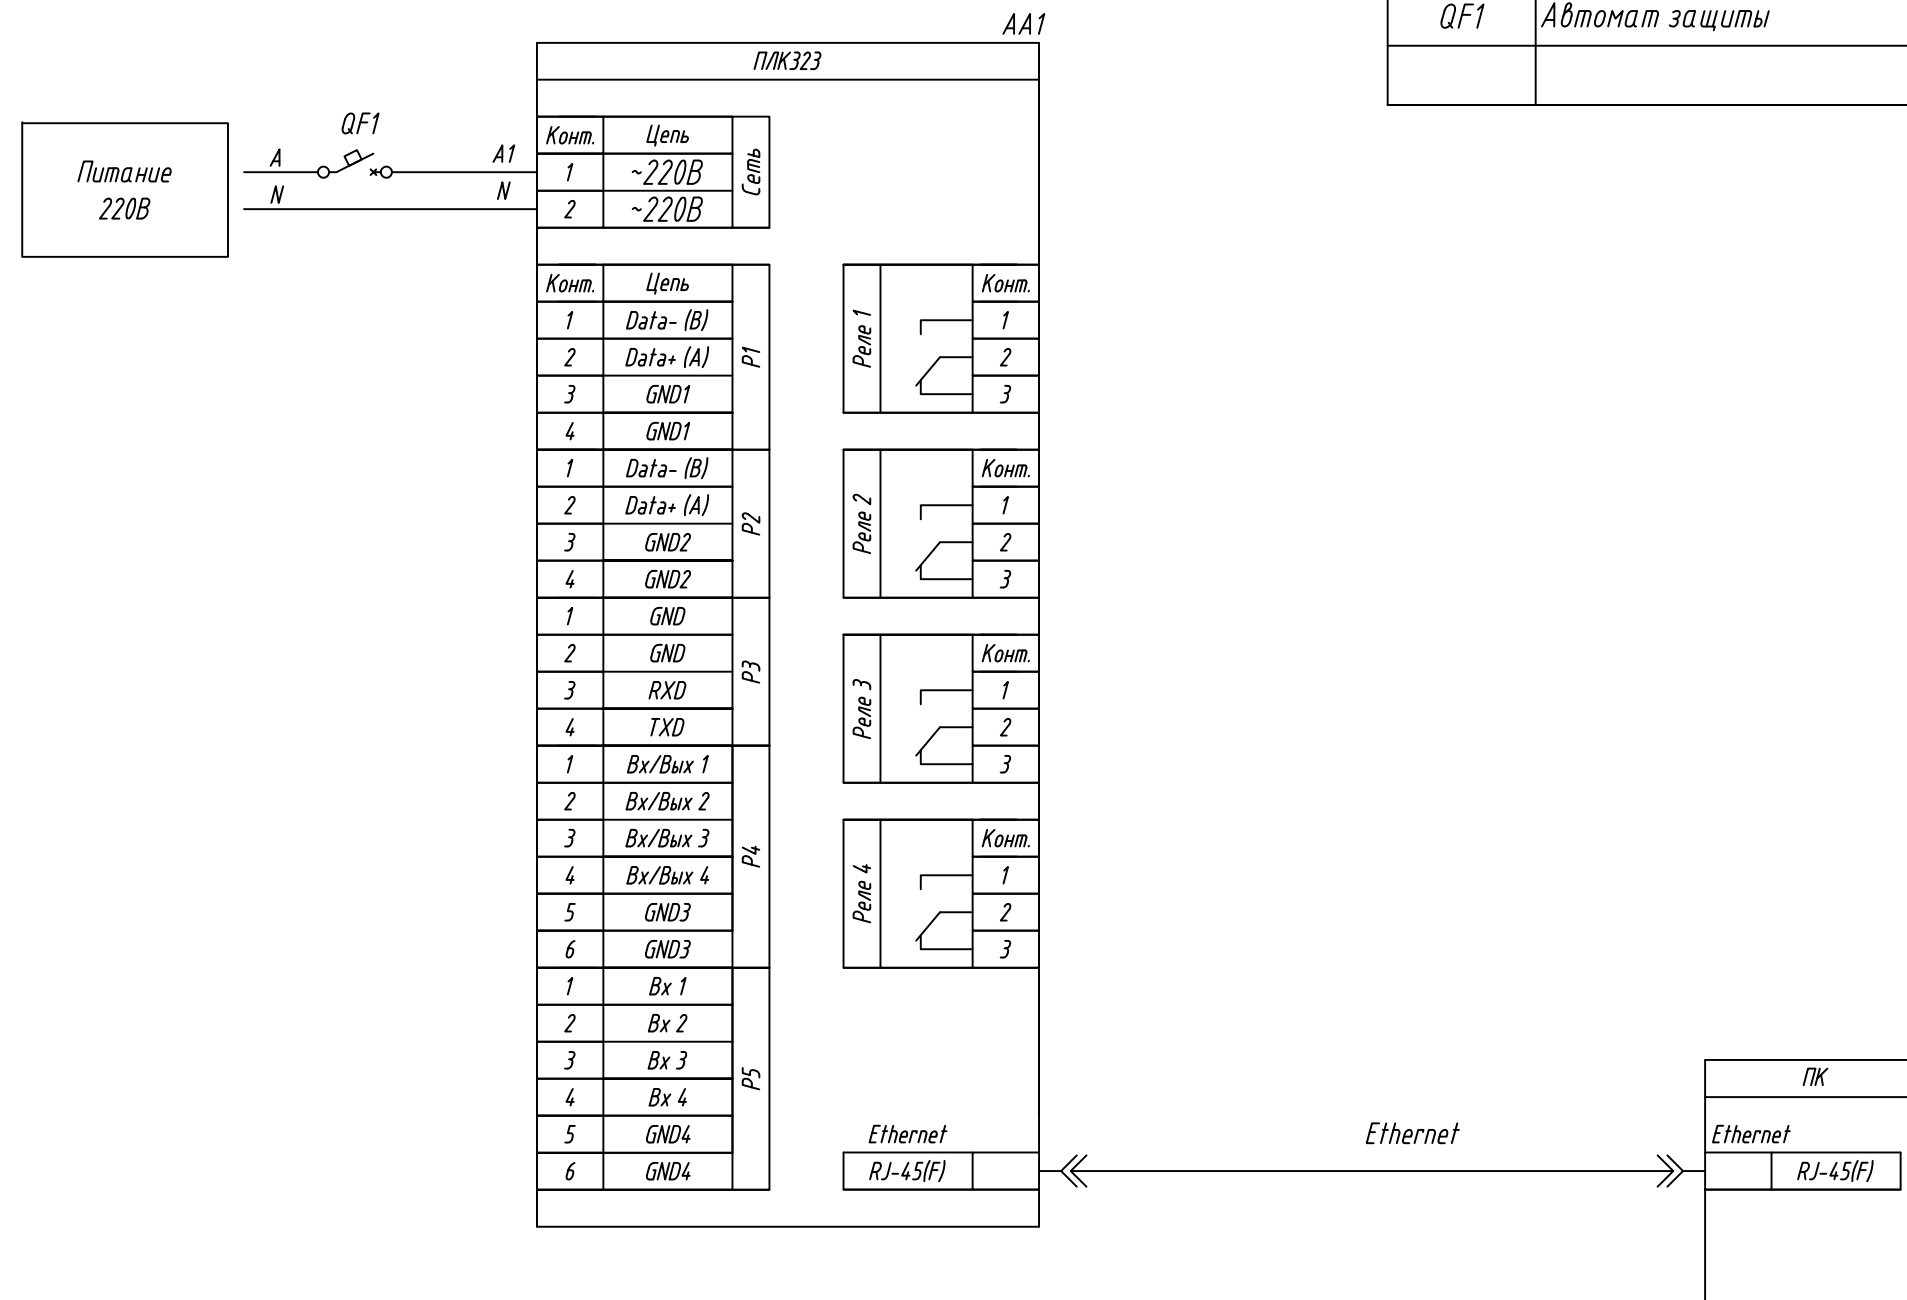 AA1
QF1 Автомат защиты
ПЛК323
Питание
220В
QF1
A
N
A1
N
Конт. Цепь
1 ~220В
2 ~220В
Сеть
Конт. Цепь
1 Data- (B)
2 Data+ (A)
3 GND1
4 GND1
P1
1 Data- (B)
2 Data+ (A)
3 GND2
4 GND2
P2
1 GND
2 GND
3 RXD
4 TXD
P3
1 Вх/Вых 1
2 Вх/Вых 2
3 Вх/Вых 3
4 Вх/Вых 4
5 GND3
6 GND3
P4
1 Вх 1
2 Вх 2
3 Вх 3
4 Вх 4
5 GND4
6 GND4
P5
Реле 1
Конт.
1
2
3
Реле 2
Конт.
1
2
3
Реле 3
Конт.
1
2
3
Реле 4
Конт.
1
2
3
Ethernet
RJ-45(F)
Ethernet
ПК
Ethernet
RJ-45(F)